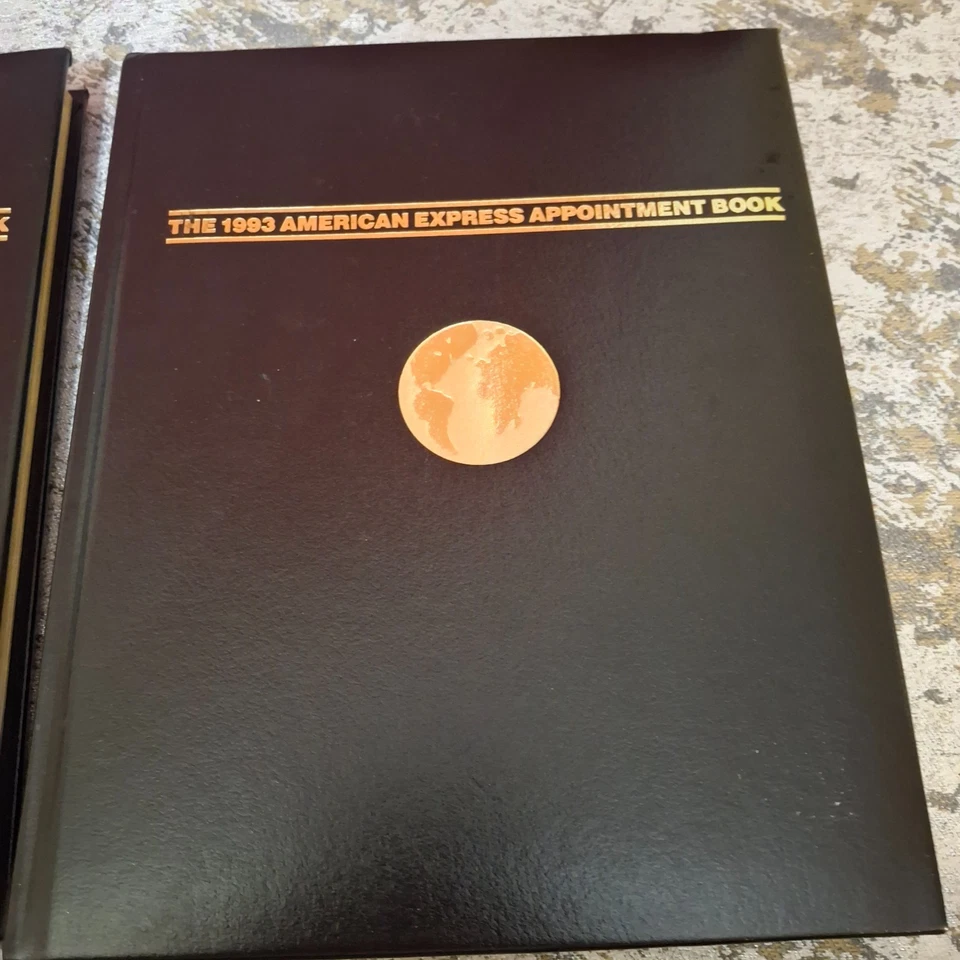 THE 1993 AMERICAN EXPRESS APPOINTMENT BOOK
K